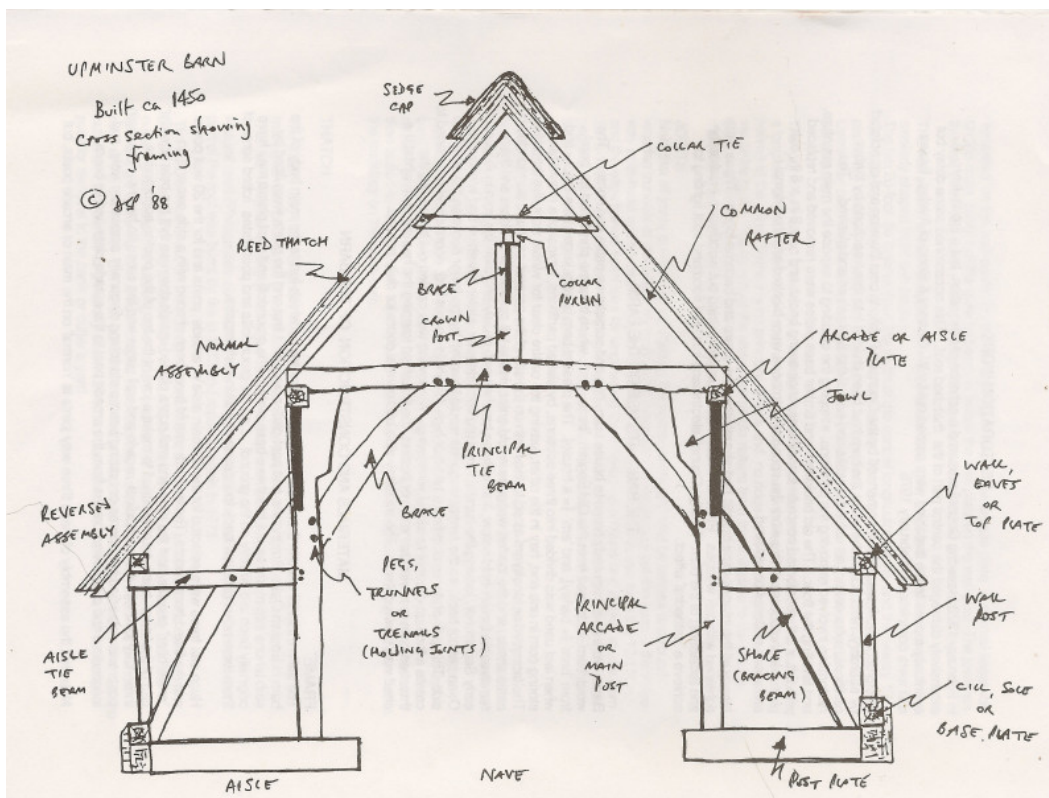 UPMINSTER BARN
Built ca 1450
Cross section showing
framing
© '88
SEDGE
CAP
COLLAR TIE
COMMON
RAFTER
REED THATCH
BRACE
COLLAR
PURLIN
CROWN
POST
ARCADE OR AISLE
PLATE
NORMAL
ASSEMBLY
JOWL
PRINCIPAL
TIE
BEAM
WALL,
EAVES
OR
TOP PLATE
REVERSED
ASSEMBLY
BRACE
PEGS,
TRUNNELS
OR
TRENAILS
(HOLDING JOINTS)
PRINCIPAL
ARCADE
OR
MAIN
POST
WALL
POST
AISLE
TIE
BEAM
SHORE
(BRACING
BEAM)
CILL, SOLE
OR
BASE PLATE
AISLE
NAVE
POST PLATE